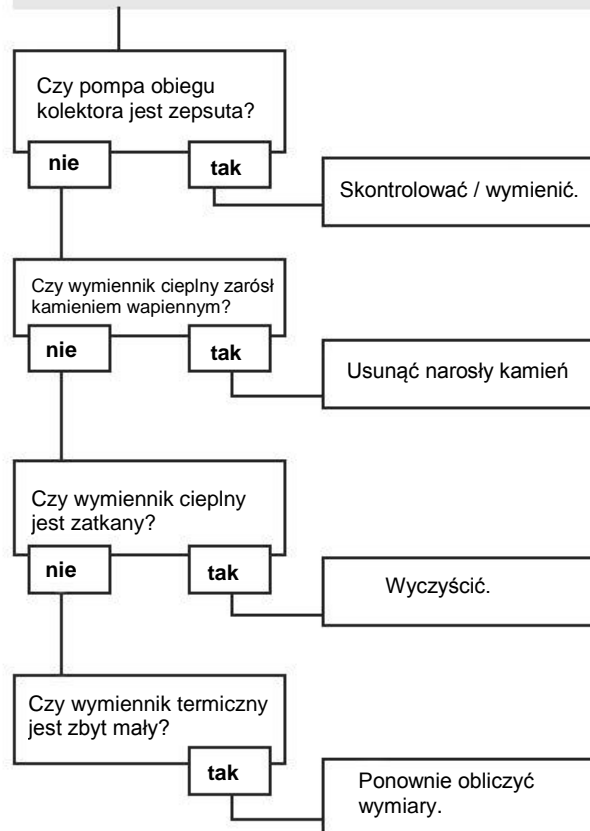 Czy pompa obiegu
kolektora jest zepsuta?
nie
tak
Skontrolować / wymienić.
Czy wymiennik cieplny zarósł
kamieniem wapiennym?
nie
tak
Usunąć narosły kamień
Czy wymiennik cieplny
jest zatkany?
nie
tak
Wyczyścić.
Czy wymiennik termiczny
jest zbyt mały?
tak
Ponownie obliczyć
wymiary.